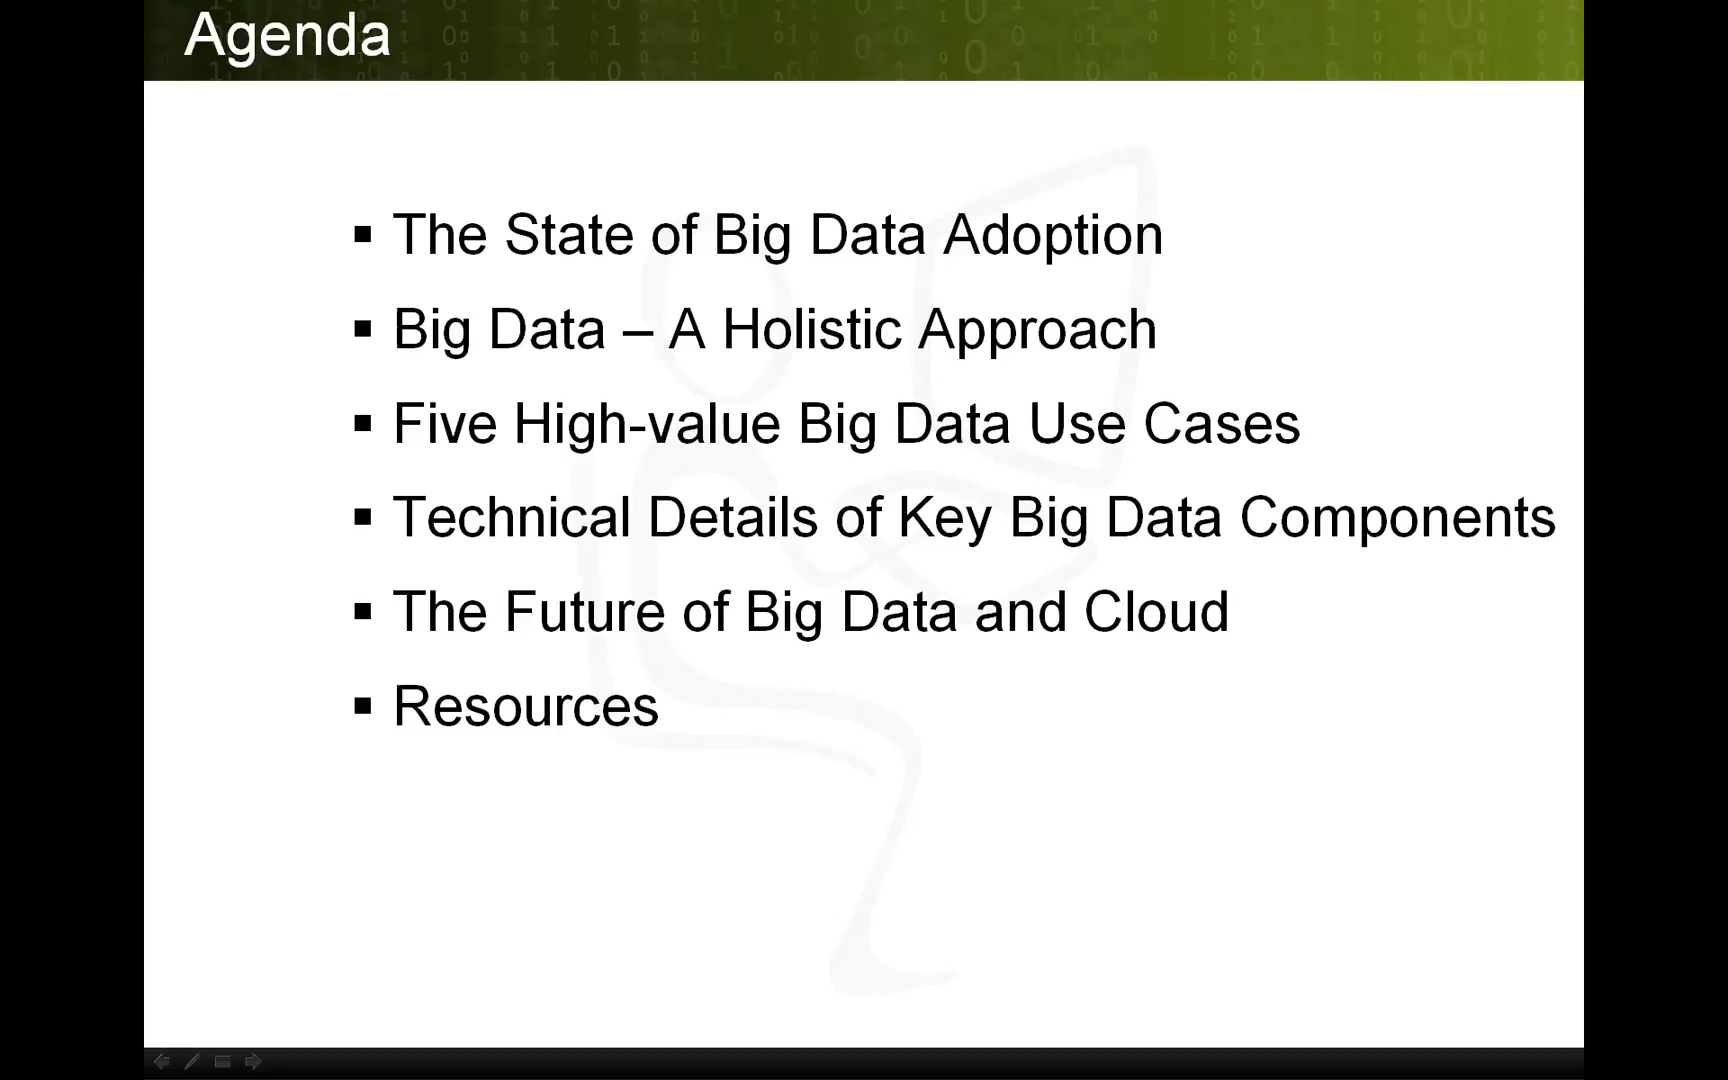 Agenda
▪ The State of Big Data Adoption
▪ Big Data – A Holistic Approach
▪ Five High-value Big Data Use Cases
▪ Technical Details of Key Big Data Components
▪ The Future of Big Data and Cloud
▪ Resources